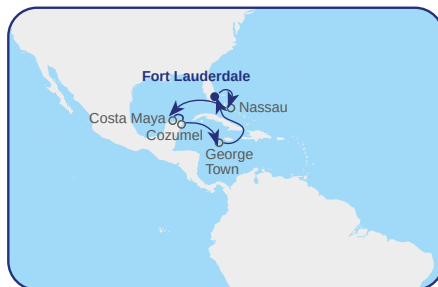 Fort Lauderdale
Nassau
Costa Maya
Cozumel
George
Town